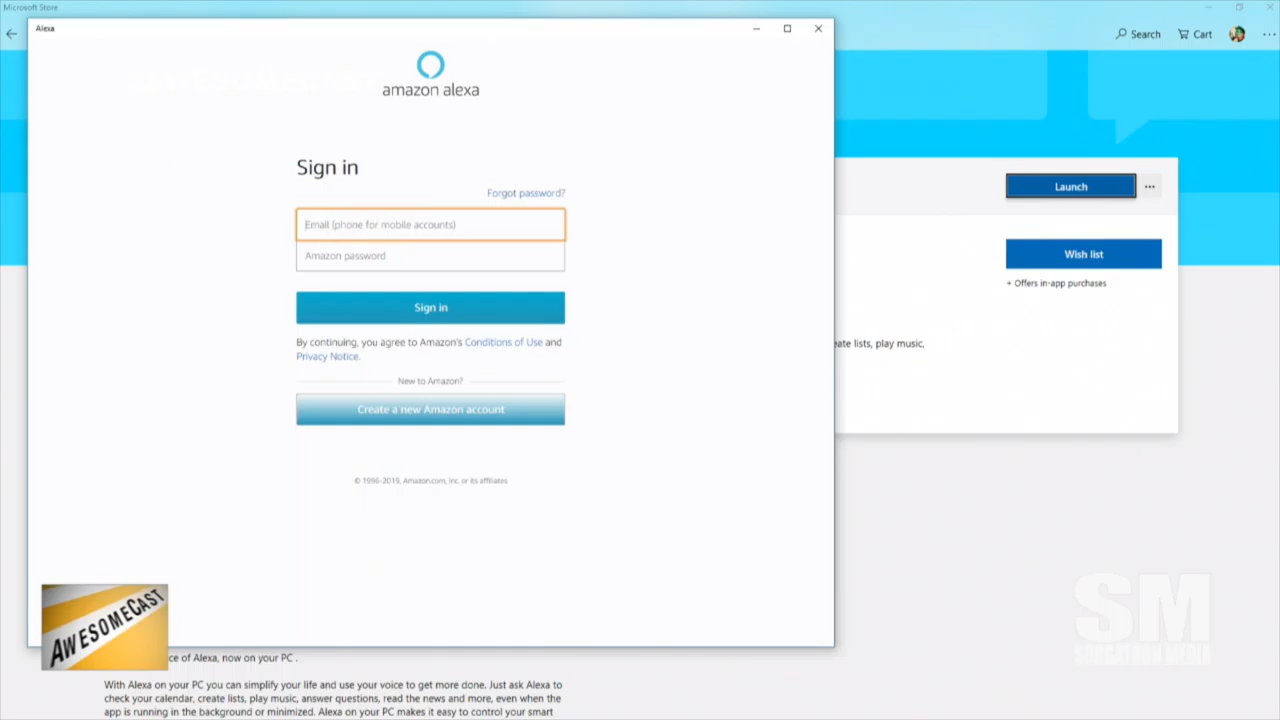 Microsoft Store
Alexa
Search
Cart
amazon alexa
Sign in
Forgot password?
Email (phone for mobile accounts)
Amazon password
Sign in
By continuing, you agree to Amazon's Conditions of Use and
Privacy Notice.
New to Amazon?
Create a new Amazon account
© 1996-2019, Amazon.com, Inc. or its affiliates
Launch
Wish list
+ Offers in-app purchases
lists, play music,
AWESOMECAST
SM
SORGATRON MEDIA
of Alexa, now on your PC .
With Alexa on your PC you can simplify your life and use your voice to get more done. Just ask Alexa to
check your calendar, create lists, play music, answer questions, read the news and more, even when the
app is running in the background or minimized. Alexa on your PC makes it easy to control your smart